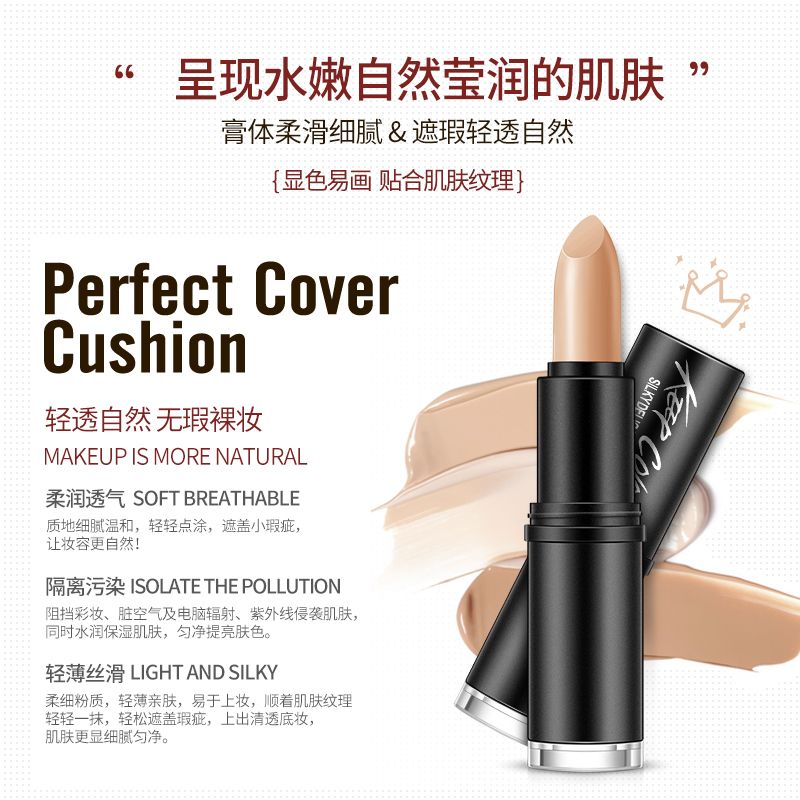 “ 呈现水嫩自然莹润的肌肤 ”
膏体柔滑细腻 & 遮瑕轻透自然
{显色易画 贴合肌肤纹理}
Perfect Cover
Cushion
轻透自然 无瑕裸妆
MAKEUP IS MORE NATURAL
柔润透气 SOFT BREATHABLE
质地细腻温和，轻轻点涂，遮盖小瑕疵，
让妆容更自然！
隔离污染 ISOLATE THE POLLUTION
阻挡彩妆、脏空气及电脑辐射、紫外线侵袭肌肤，
同时水润保湿肌肤，匀净提亮肤色。
轻薄丝滑 LIGHT AND SILKY
柔细粉质，轻薄亲肤，易于上妆，顺着肌肤纹理
轻轻一抹，轻松遮盖瑕疵，上出清透底妆，
肌肤更显细腻匀净。
Keep